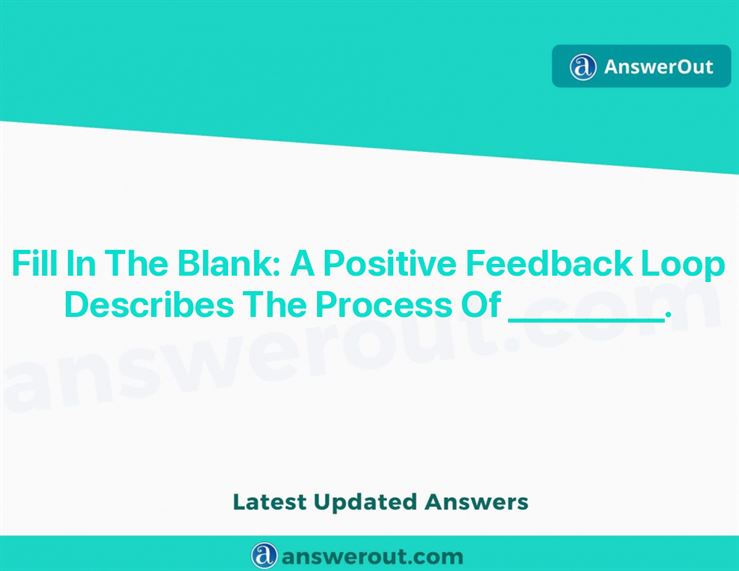 AnswerOut
Fill In The Blank: A Positive Feedback Loop
Describes The Process Of __________.
answerout.com
Latest Updated Answers
answerout.com